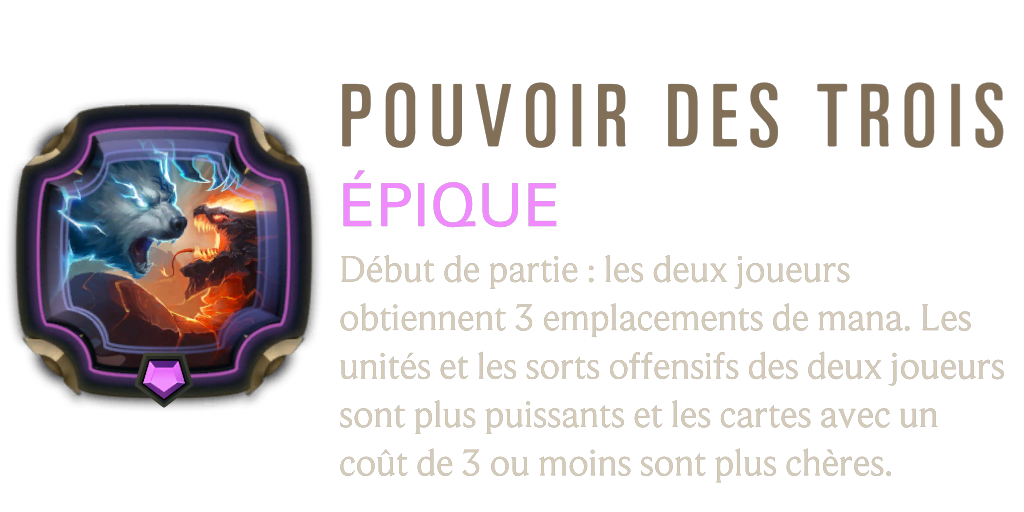 POUVOIR DES TROIS
ÉPIQUE
Début de partie : les deux joueurs
obtiennent 3 emplacements de mana. Les
unités et les sorts offensifs des deux joueurs
sont plus puissants et les cartes avec un
coût de 3 ou moins sont plus chères.